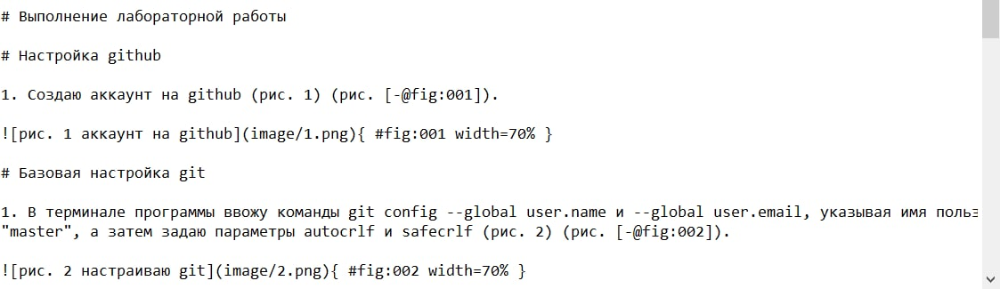 # Выполнение лабораторной работы
# Настройка github
1. Создаю аккаунт на github (рис. 1) (рис. [-@fig:001]).
![рис. 1 аккаунт на github](image/1.png){ #fig:001 width=70% }
# Базовая настройка git
1. В терминале программы ввожу команды git config --global user.name и --global user.email, указывая имя
"master", а затем задаю параметры autocrlf и safecrlf (рис. 2) (рис. [-@fig:002]).
![рис. 2 настраиваю git](image/2.png){ #fig:002 width=70% }